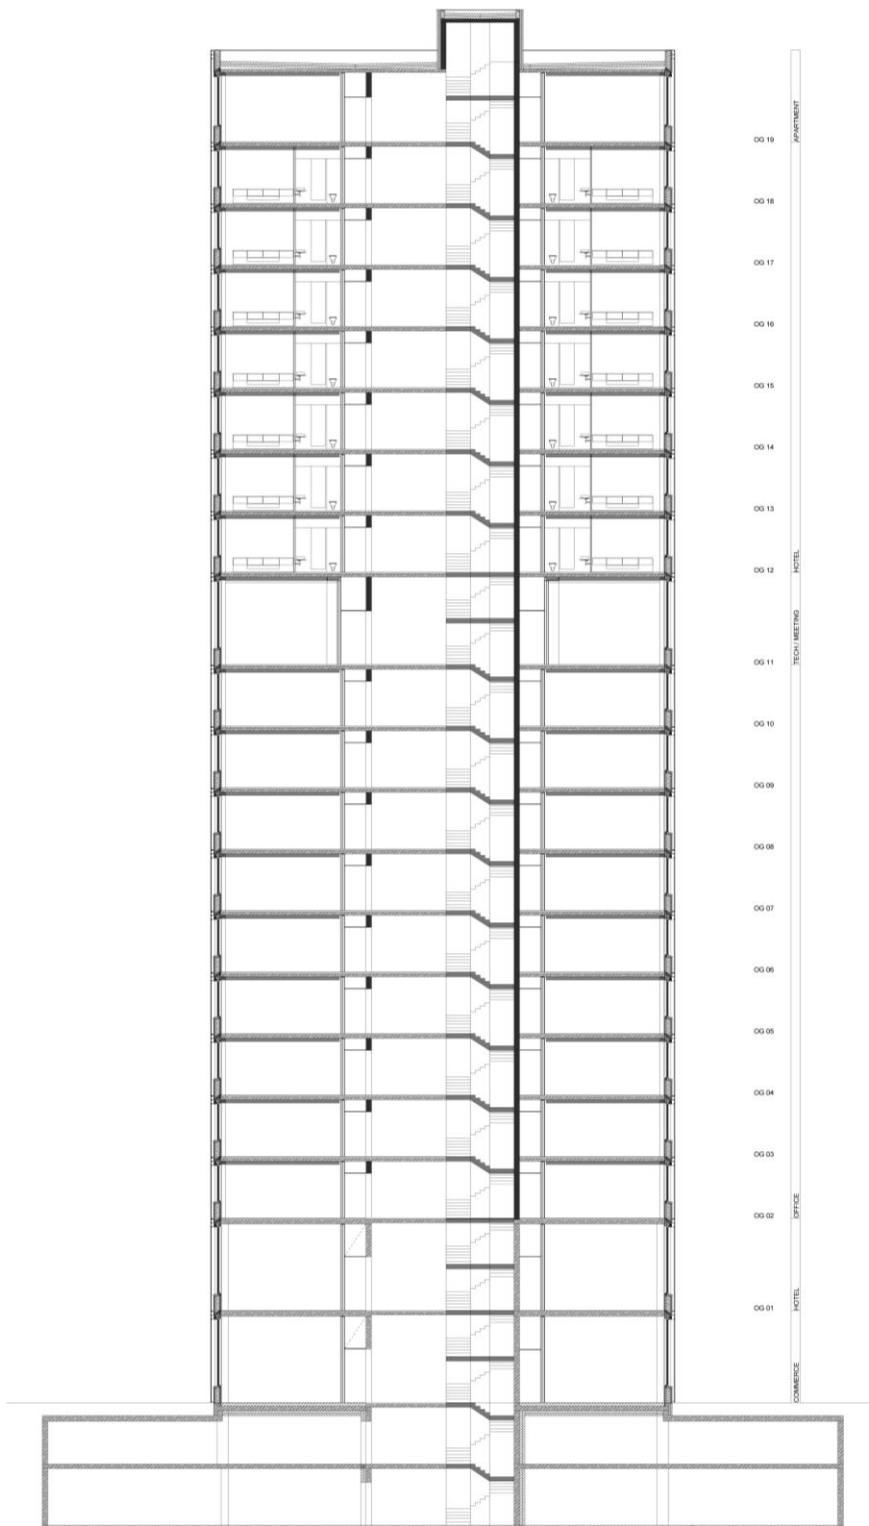 OG 19
APARTMENT
OG 18
OG 17
OG 16
OG 15
OG 14
OG 13
OG 12
HOTEL
TECH / MEETING
OG 11
OG 10
OG 09
OG 08
OG 07
OG 06
OG 05
OG 04
OG 03
OG 02
OFFICE
OG 01
HOTEL
COMMERCE